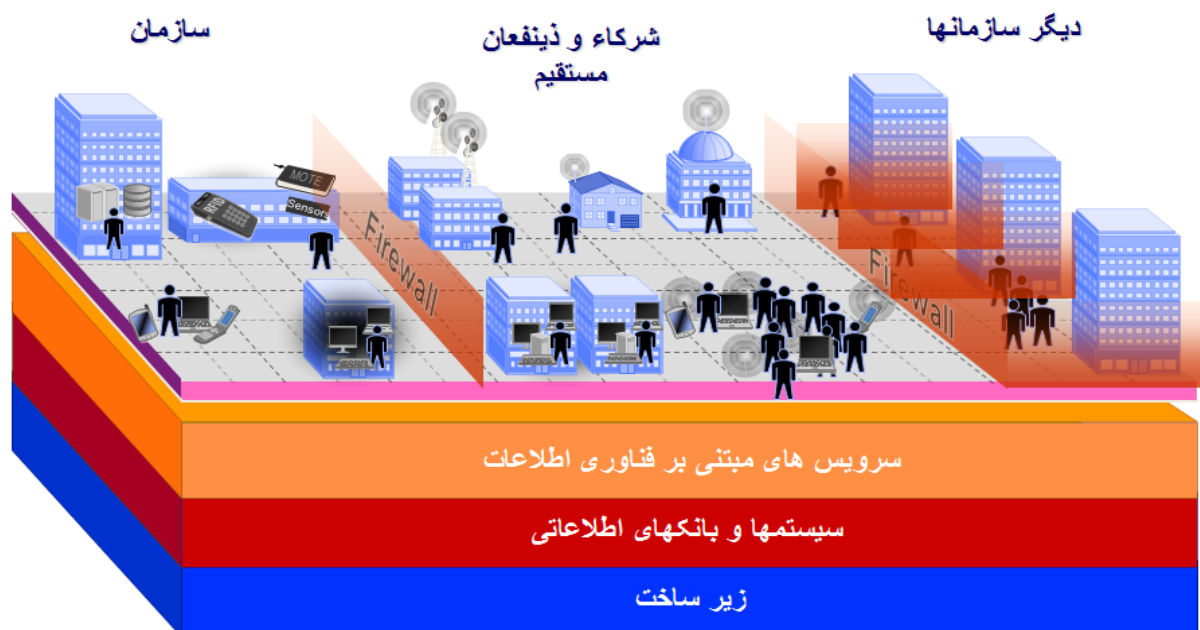 سازمان
شرکاء و ذینفعان
مستقیم
دیگر سازمانها
MOTE
RFID
Sensors
Firewall
Firewall
سرویس های مبتنی بر فناوری اطلاعات
سیستمها و بانکهای اطلاعاتی
زیر ساخت